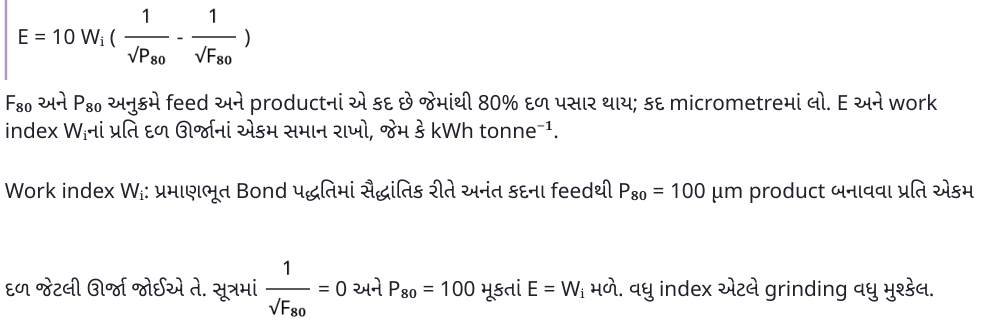 E = 10 Wᵢ ( 1/√P₈₀ - 1/√F₈₀ )
F₈₀ અને P₈₀ અનુક્રમે feed અને productનાં એ કદ છે જેમાંથી 80% દળ પસાર થાય; કદ micrometreમાં લો. E અને work
index Wᵢનાં પ્રતિ દળ ઊર્જાનાં એકમ સમાન રાખો, જેમ કે kWh tonne⁻¹.
Work index Wᵢ: પ્રમાણભૂત Bond પદ્ધતિમાં સૈદ્ધાંતિક રીતે અનંત કદના feedથી P₈₀ = 100 μm product બનાવવા પ્રતિ એકમ
દળ જેટલી ઊર્જા જોઈએ તે. સૂત્રમાં 1/√F₈₀ = 0 અને P₈₀ = 100 મૂકતાં E = Wᵢ મળે. વધુ index એટલે grinding વધુ મુશ્કેલ.